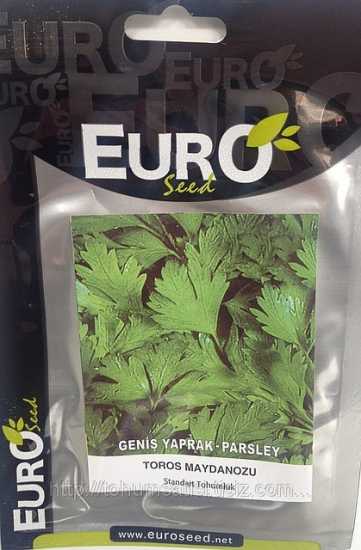 EURO
EURO
EURO
EURO
Seed
GENİS YAPRAK - PARSLEY
TOROS MAYDANOZU
Standart Tohumluk
EURO
Seed
www.euroseed.net